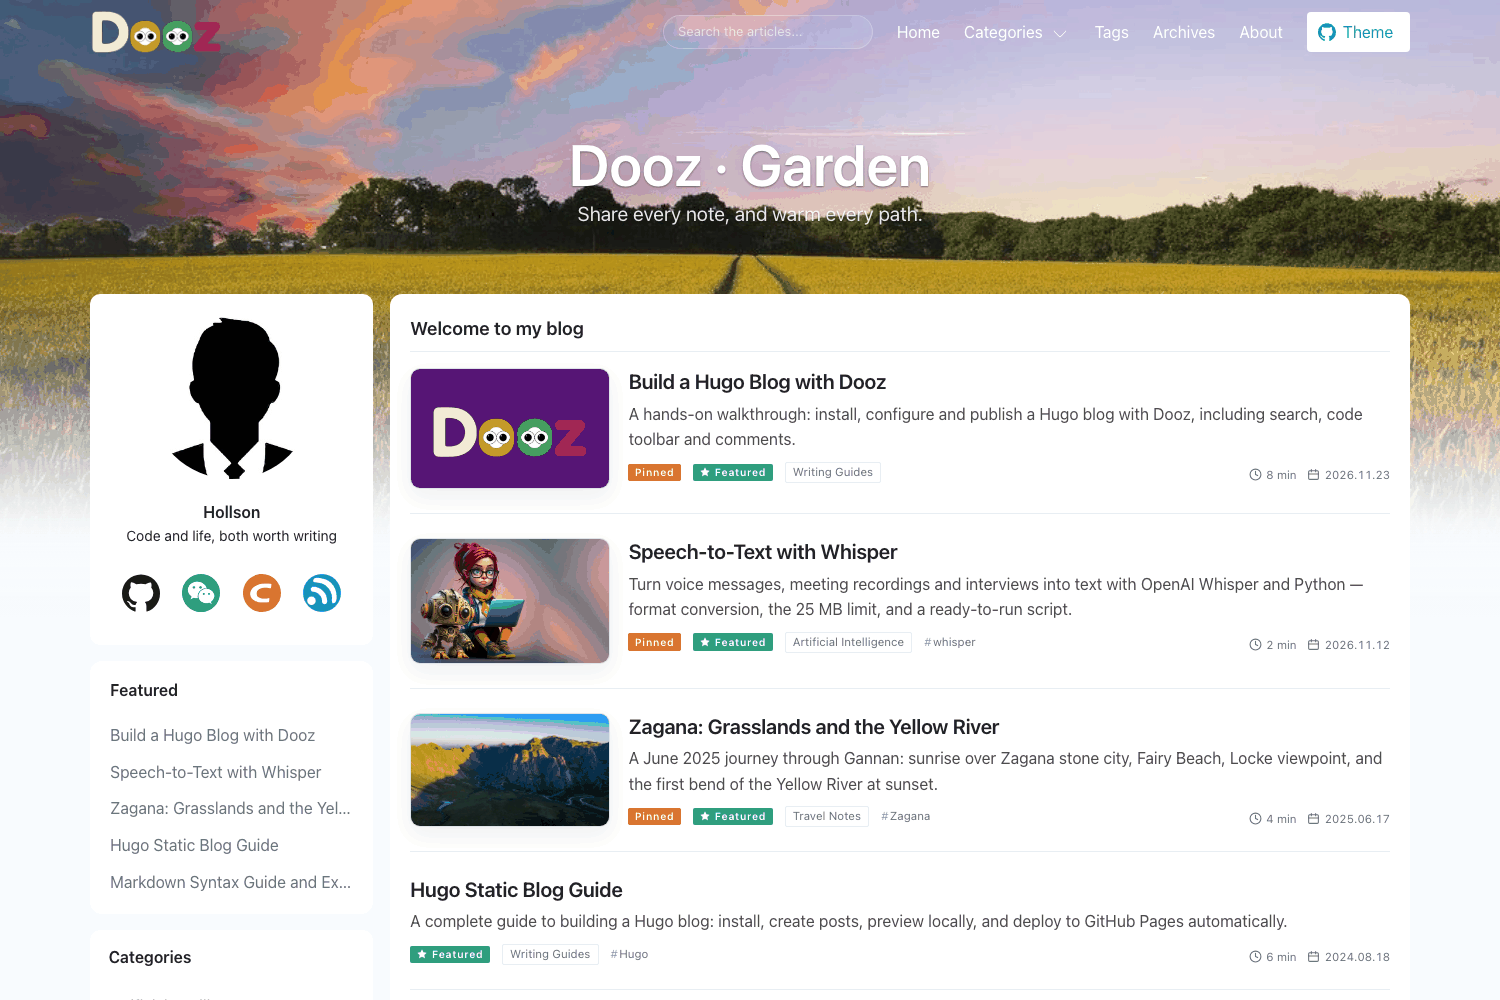 Dooz
Search the articles...
Home
Categories
Tags
Archives
About
Theme
Dooz · Garden
Share every note, and warm every path.
Hollson
Code and life, both worth writing
Featured
Build a Hugo Blog with Dooz
Speech-to-Text with Whisper
Zagana: Grasslands and the Yel...
Hugo Static Blog Guide
Markdown Syntax Guide and Ex...
Categories
Welcome to my blog
Dooz
Build a Hugo Blog with Dooz
A hands-on walkthrough: install, configure and publish a Hugo blog with Dooz, including search, code
toolbar and comments.
Pinned Featured Writing Guides 8 min 2026.11.23
Speech-to-Text with Whisper
Turn voice messages, meeting recordings and interviews into text with OpenAI Whisper and Python —
format conversion, the 25 MB limit, and a ready-to-run script.
Pinned Featured Artificial Intelligence #whisper 2 min 2026.11.12
Zagana: Grasslands and the Yellow River
A June 2025 journey through Gannan: sunrise over Zagana stone city, Fairy Beach, Locke viewpoint, and
the first bend of the Yellow River at sunset.
Pinned Featured Travel Notes #Zagana 4 min 2025.06.17
Hugo Static Blog Guide
A complete guide to building a Hugo blog: install, create posts, preview locally, and deploy to GitHub Pages automatically.
Featured Writing Guides #Hugo 6 min 2024.08.18